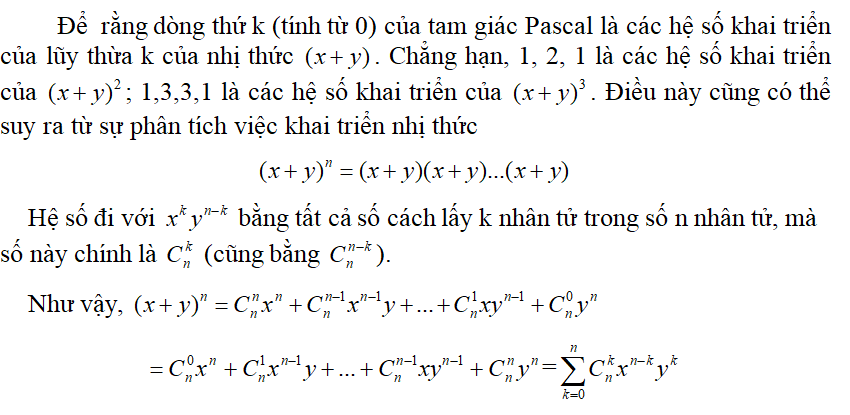 Để rằng dòng thứ k (tính từ 0) của tam giác Pascal là các hệ số khai triển
của lũy thừa k của nhị thức $(x+y)$. Chẳng hạn, 1, 2, 1 là các hệ số khai triển
của $(x+y)^2$; 1,3,3,1 là các hệ số khai triển của $(x+y)^3$. Điều này cũng có thể
suy ra từ sự phân tích việc khai triển nhị thức
$(x+y)^n = (x+y)(x+y)...(x+y)$
Hệ số đi với $x^k y^{n-k}$ bằng tất cả số cách lấy k nhân tử trong số n nhân tử, mà
số này chính là $C_n^k$ (cũng bằng $C_n^{n-k}$).
Như vậy, $(x+y)^n = C_n^n x^n + C_n^{n-1} x^{n-1} y + ... + C_n^1 x y^{n-1} + C_n^0 y^n$
$= C_n^0 x^n + C_n^1 x^{n-1} y + ... + C_n^{n-1} x y^{n-1} + C_n^n y^n = \sum_{k=0}^{n} C_n^k x^{n-k} y^k$